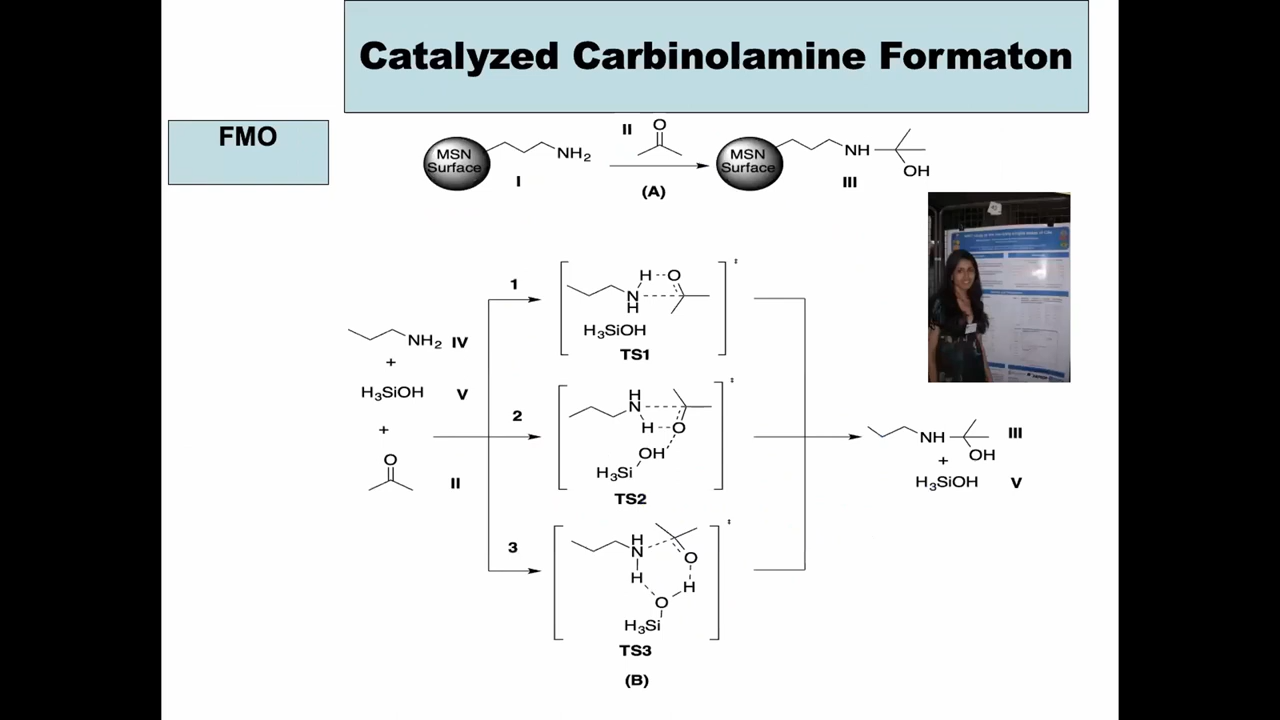 Catalyzed Carbinolamine Formaton
FMO
II
O
MSN
Surface
NH2
I
(A)
MSN
Surface
NH
OH
III
1
H
O
N
H
H3SiOH
TS1
NH2
IV
+
H3SiOH
V
+
O
II
2
H
N
H
O
OH
H3Si
TS2
3
H
N
O
H
H
O
H3Si
TS3
(B)
NH
OH
III
+
H3SiOH
V